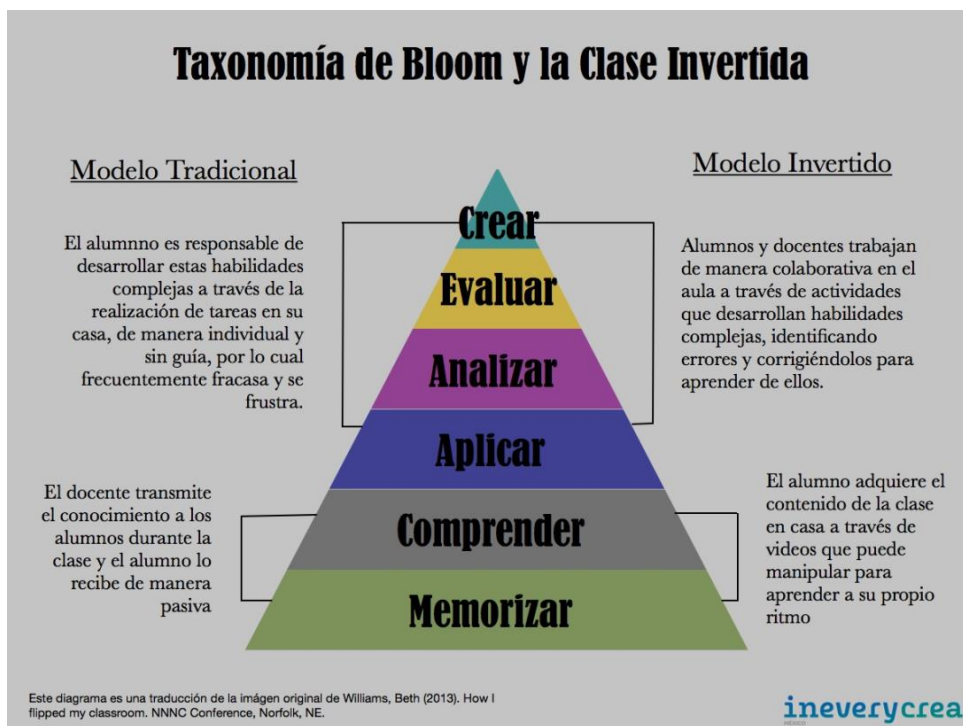 Taxonomía de Bloom y la Clase Invertida
Modelo Tradicional
El alumnno es responsable de
desarrollar estas habilidades
complejas a través de la
realización de tareas en su
casa, de manera individual y
sin guía, por lo cual
frecuentemente fracasa y se
frustra.
El docente transmite
el conocimiento a los
alumnos durante la
clase y el alumno lo
recibe de manera
pasiva
Crear
Evaluar
Analizar
Aplicar
Comprender
Memorizar
Modelo Invertido
Alumnos y docentes trabajan
de manera colaborativa en el
aula a través de actividades
que desarrollan habilidades
complejas, identificando
errores y corrigiéndolos para
aprender de ellos.
El alumno adquiere el
contenido de la clase
en casa a través de
videos que puede
manipular para
aprender a su propio
ritmo
Este diagrama es una traducción de la imágen original de Williams, Beth (2013). How I
flipped my classroom. NNNC Conference, Norfolk, NE.
ineverycrea
MÉXICO